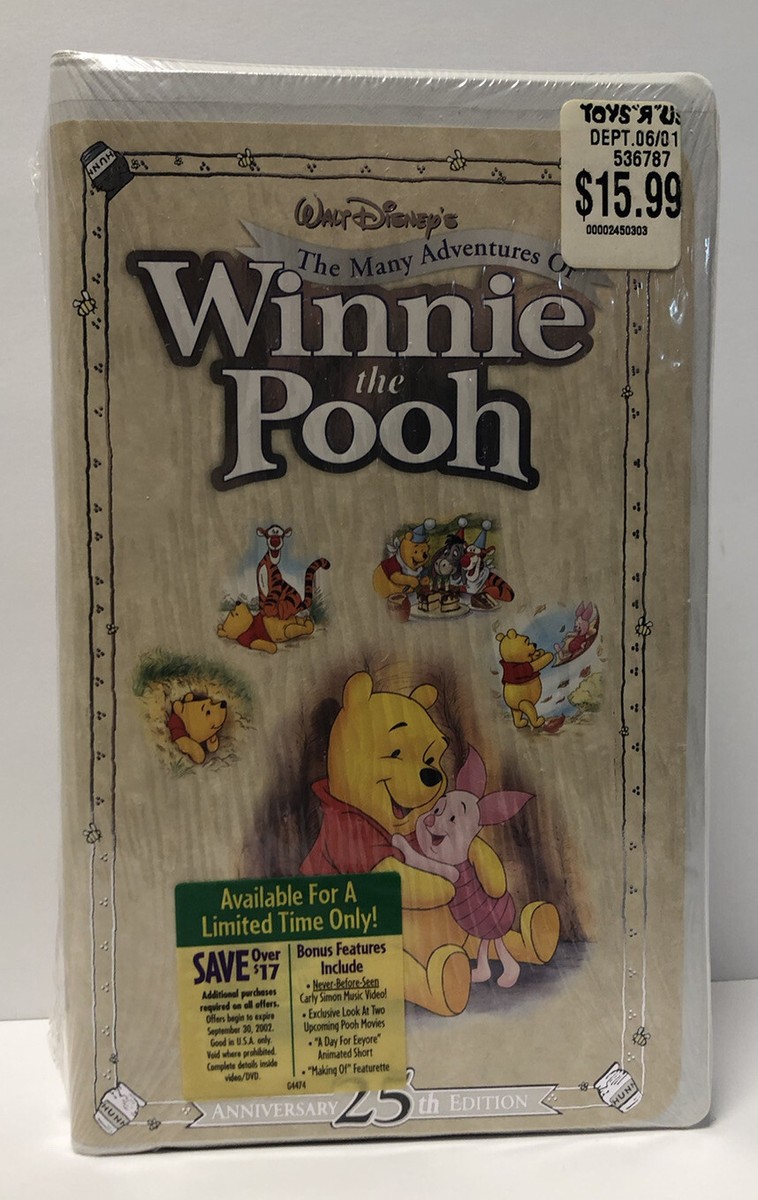 TOYS"R"US
DEPT.06/01
536787
$15.99
00002450303
WALT DISNEY'S
The Many Adventures Of
Winnie
the
Pooh
Available For A
Limited Time Only!
SAVE Over $17
Additional purchases
required on all offers.
Offers begin to expire
September 30, 2002.
Good in U.S.A. only.
Void where prohibited.
Complete details inside
video/DVD.
Bonus Features
Include
• Never-Before-Seen
Carly Simon Music Video!
• Exclusive Look At Two
Upcoming Pooh Movies
• "A Day For Eeyore"
Animated Short
• "Making Of" Featurette
G4474
ANNIVERSARY 25th EDITION
HUNN
HUNN
HUNN